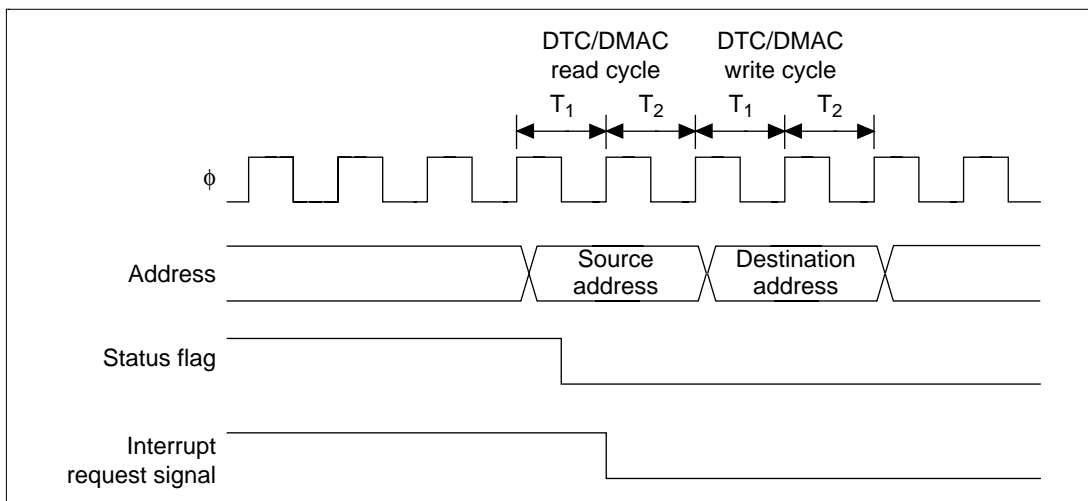 DTC/DMAC DTC/DMAC
read cycle write cycle
T1 T2 T1 T2
ϕ
Address
Source
address
Destination
address
Status flag
Interrupt
request signal